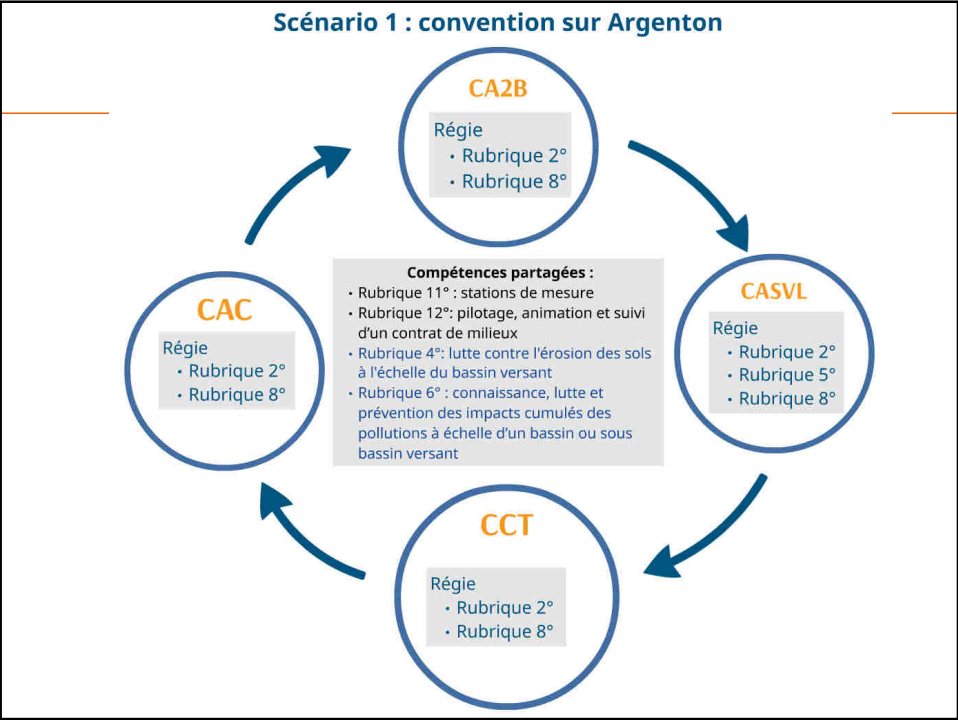 Scénario 1 : convention sur Argenton
CA2B
Régie
• Rubrique 2°
• Rubrique 8°
CASVL
Régie
• Rubrique 2°
• Rubrique 5°
• Rubrique 8°
CCT
Régie
• Rubrique 2°
• Rubrique 8°
CAC
Régie
• Rubrique 2°
• Rubrique 8°
Compétences partagées :
• Rubrique 11° : stations de mesure
• Rubrique 12°: pilotage, animation et suivi
d’un contrat de milieux
• Rubrique 4°: lutte contre l'érosion des sols
à l'échelle du bassin versant
• Rubrique 6° : connaissance, lutte et
prévention des impacts cumulés des
pollutions à échelle d’un bassin ou sous
bassin versant